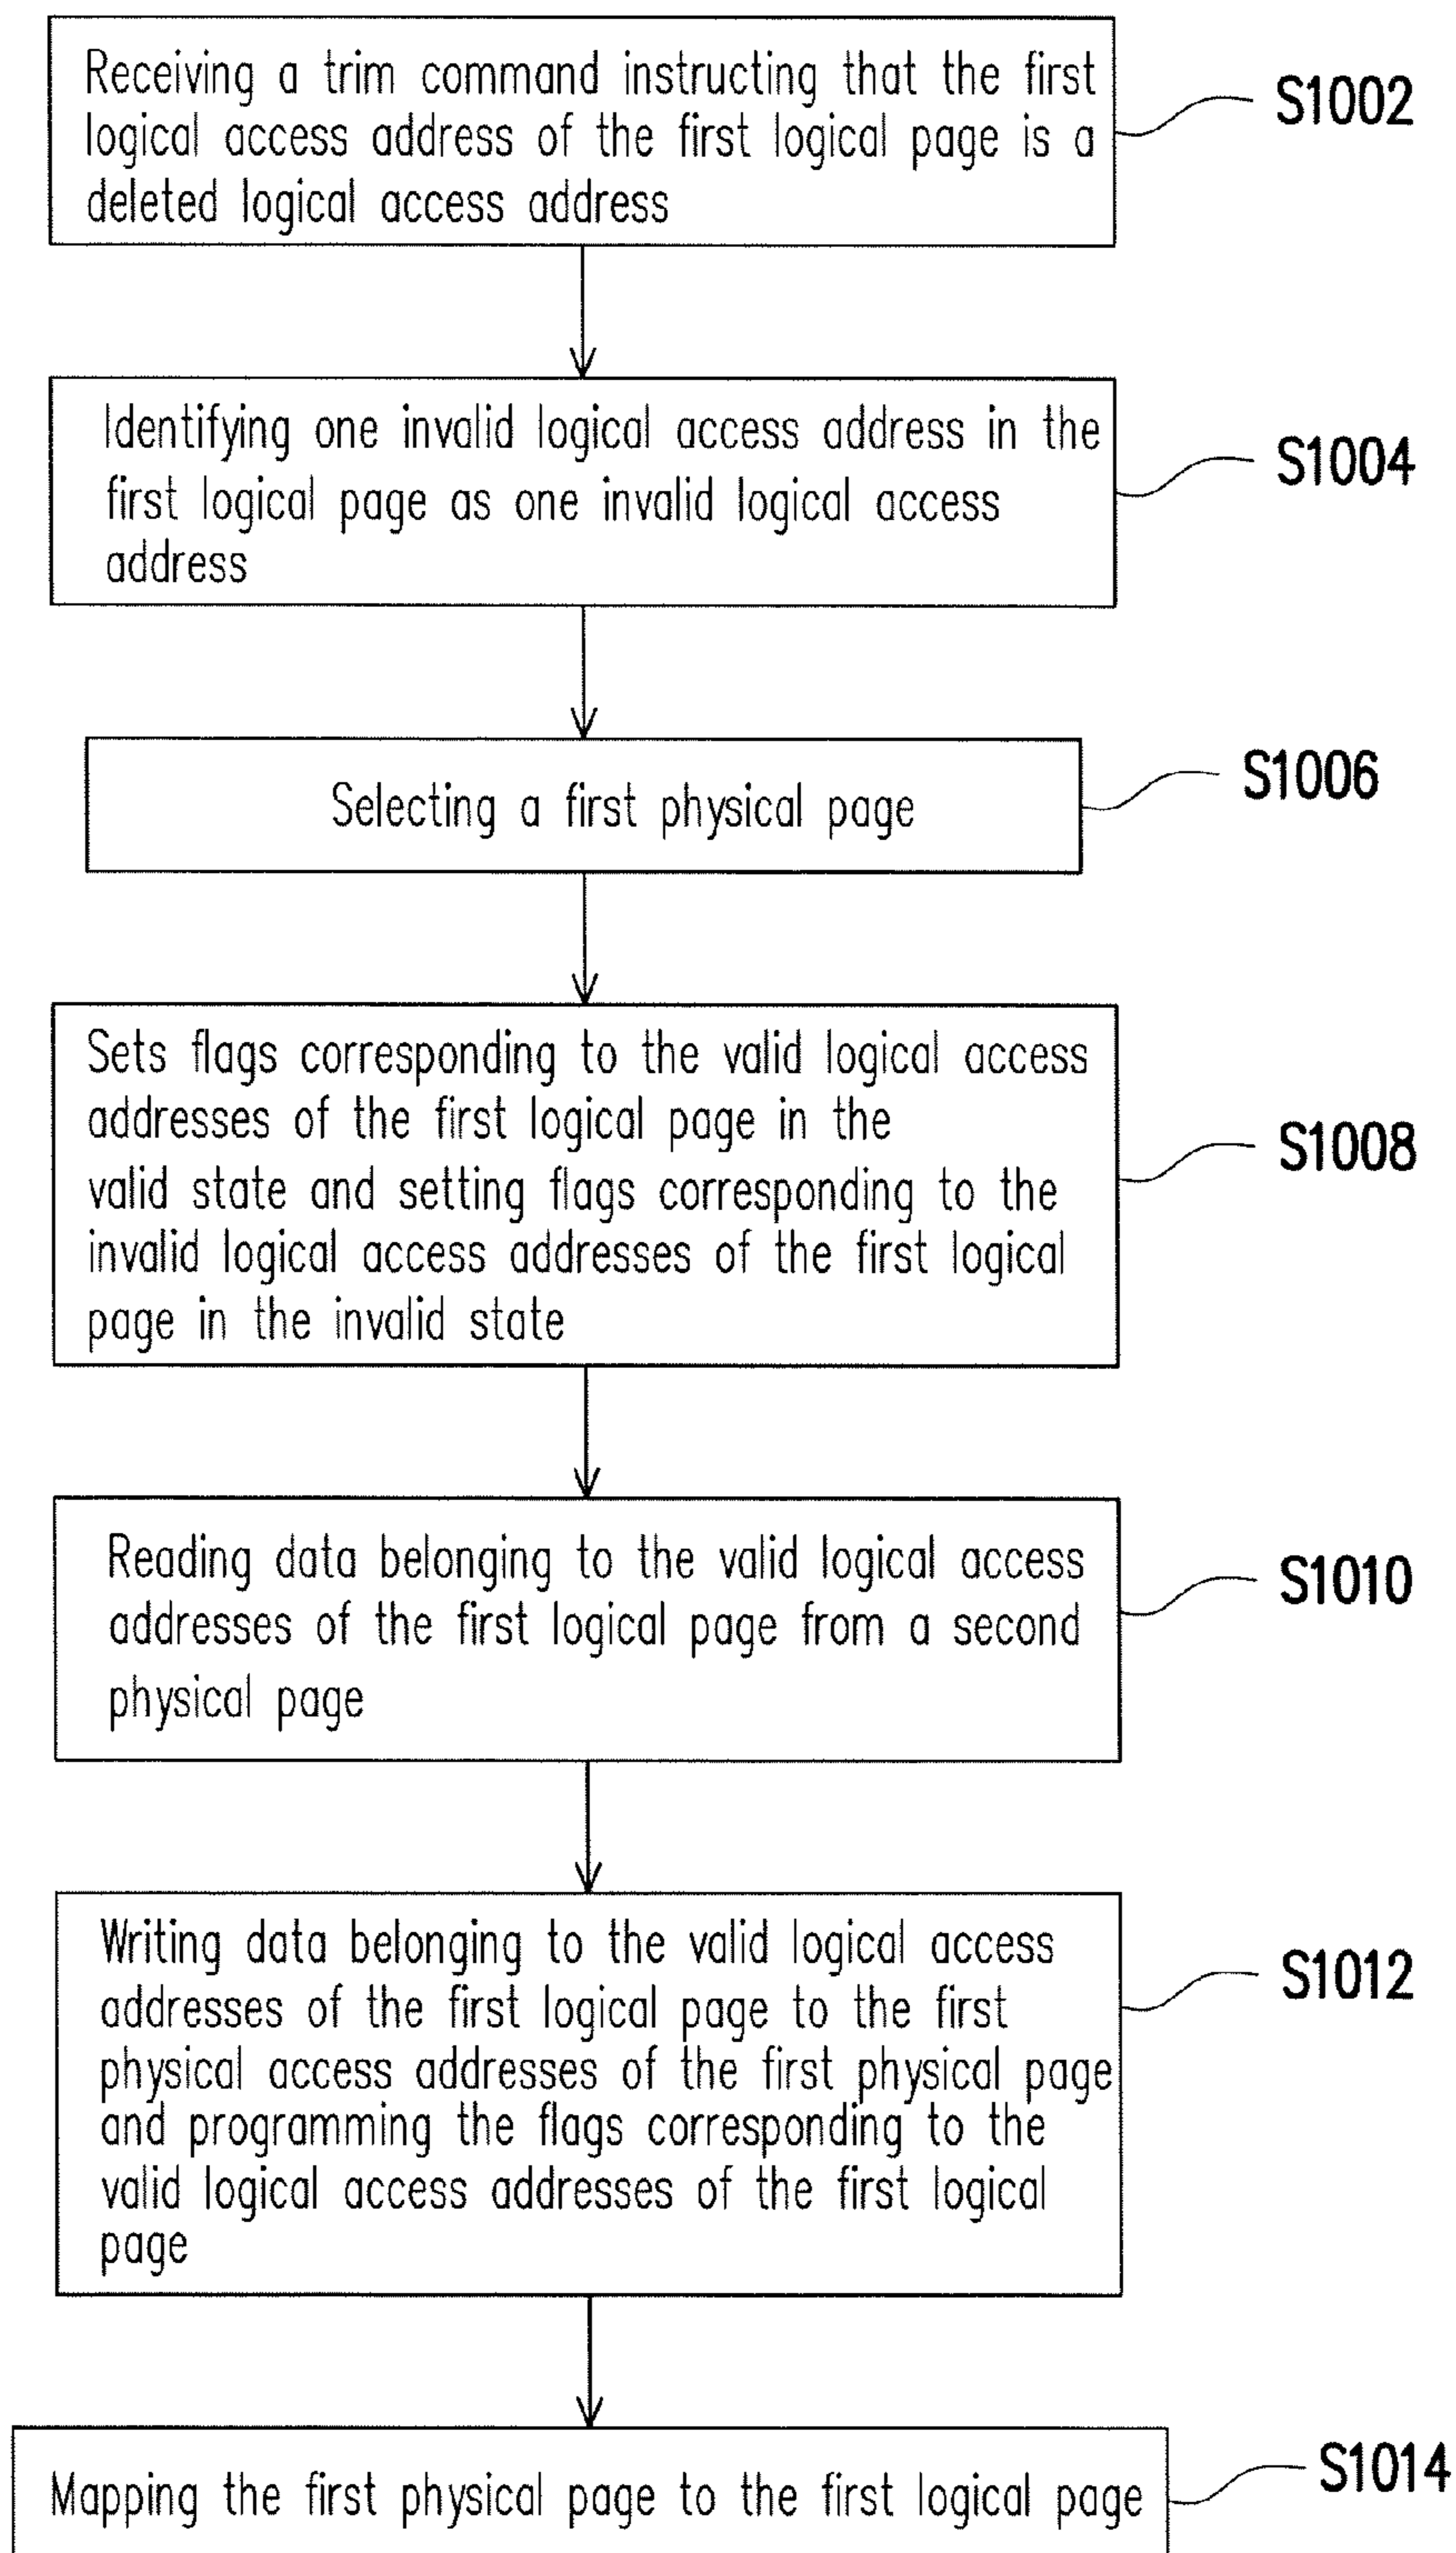 Receiving a trim command instructing that the first
logical access address of the first logical page is a
deleted logical access address
S1002
Identifying one invalid logical access address in the
first logical page as one invalid logical access
address
S1004
Selecting a first physical page
S1006
Sets flags corresponding to the valid logical access
addresses of the first logical page in the
valid state and setting flags corresponding to the
invalid logical access addresses of the first logical
page in the invalid state
S1008
Reading data belonging to the valid logical access
addresses of the first logical page from a second
physical page
S1010
Writing data belonging to the valid logical access
addresses of the first logical page to the first
physical access addresses of the first physical page
and programming the flags corresponding to the
valid logical access addresses of the first logical
page
S1012
Mapping the first physical page to the first logical page
S1014